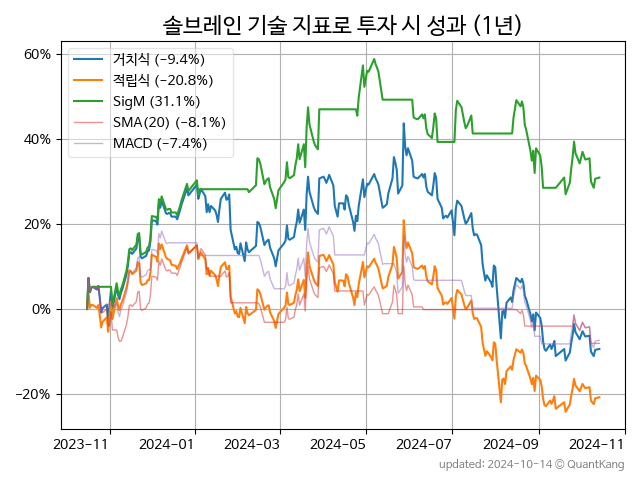 솔브레인 기술 지표로 투자 시 성과 (1년)
60%
40%
20%
0%
−20%
거치식 (−9.4%)
적립식 (−20.8%)
SigM (31.1%)
SMA(20) (−8.1%)
MACD (−7.4%)
2023-11 2024-01 2024-03 2024-05 2024-07 2024-09 2024-11
updated: 2024-10-14 © QuantKang